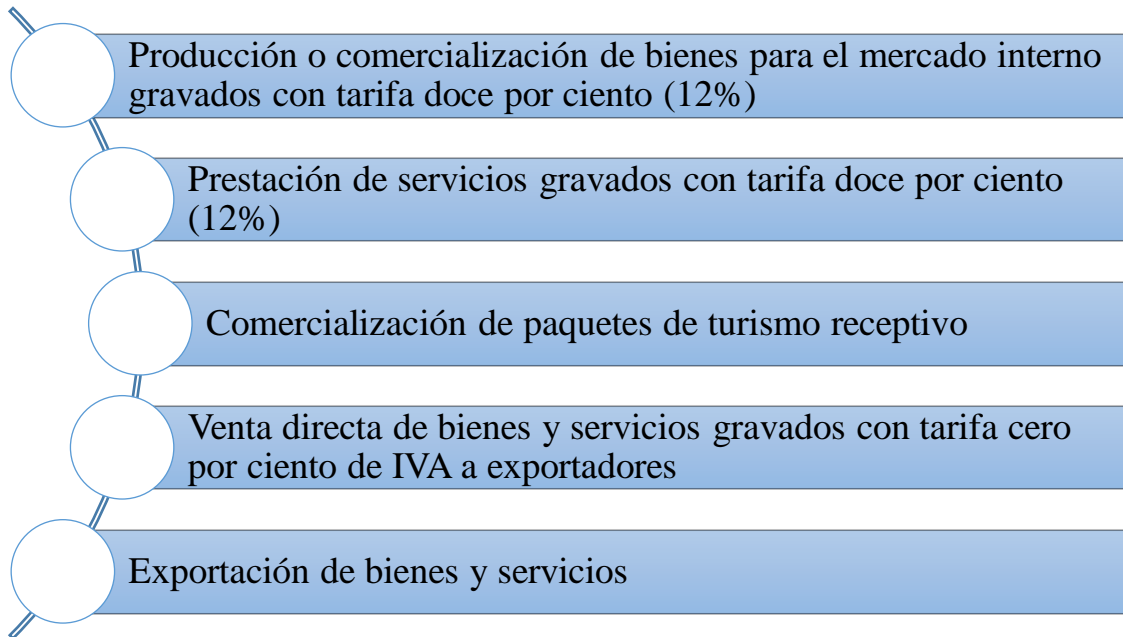 Producción o comercialización de bienes para el mercado interno
gravados con tarifa doce por ciento (12%)
Prestación de servicios gravados con tarifa doce por ciento
(12%)
Comercialización de paquetes de turismo receptivo
Venta directa de bienes y servicios gravados con tarifa cero
por ciento de IVA a exportadores
Exportación de bienes y servicios